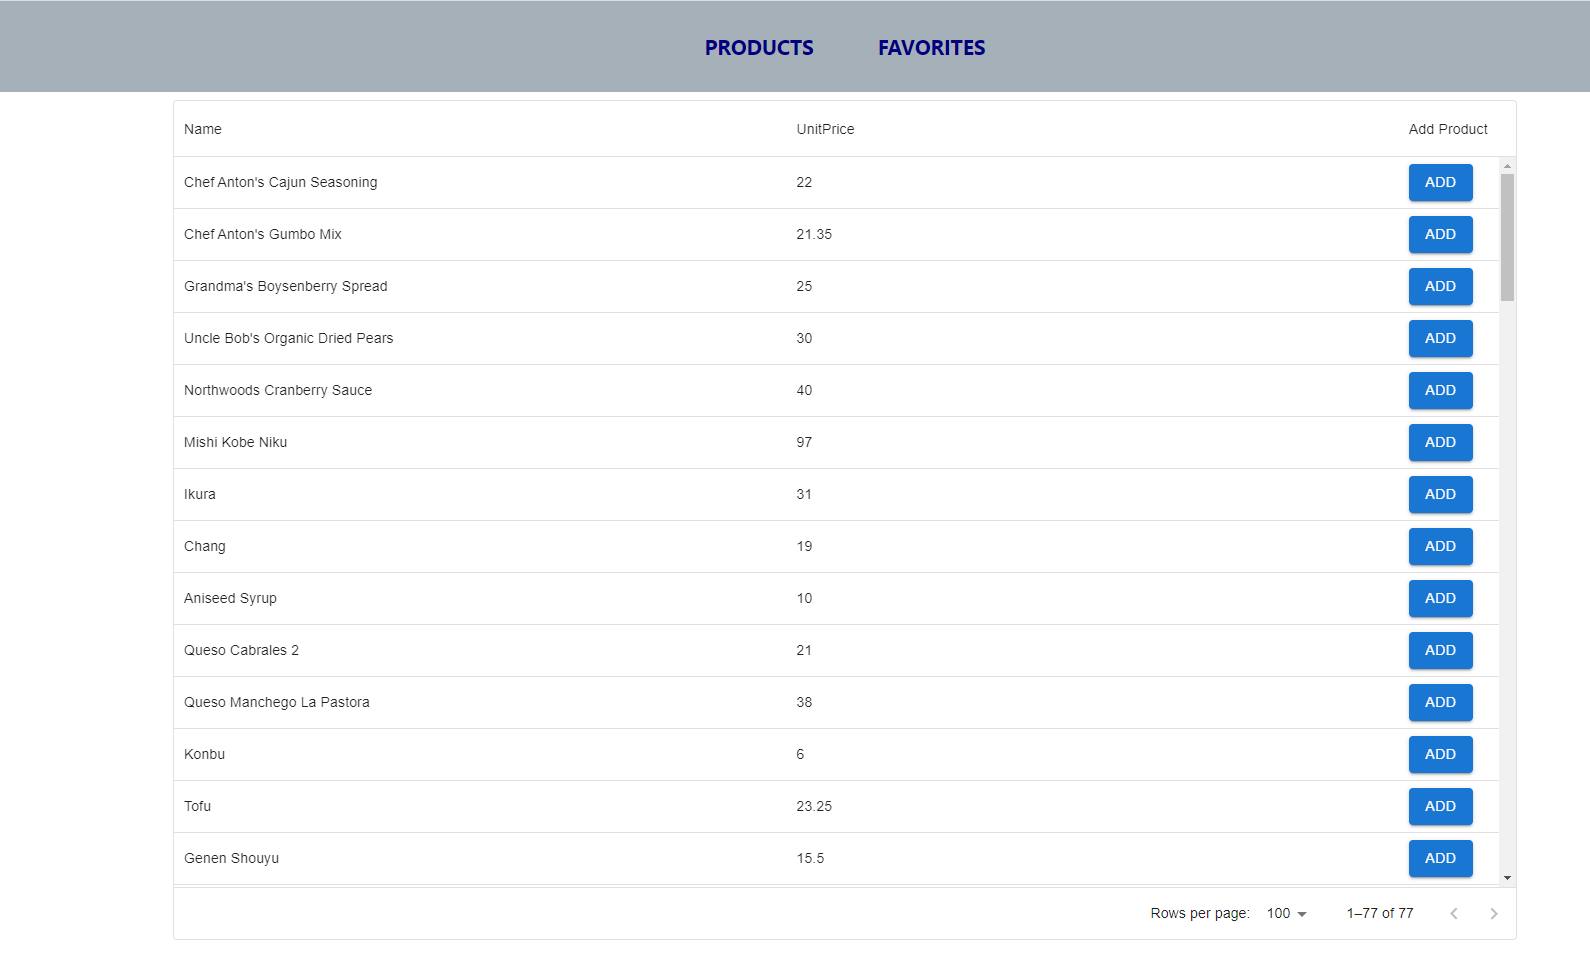 PRODUCTS FAVORITES
Name UnitPrice Add Product
Chef Anton's Cajun Seasoning 22 ADD
Chef Anton's Gumbo Mix 21.35 ADD
Grandma's Boysenberry Spread 25 ADD
Uncle Bob's Organic Dried Pears 30 ADD
Northwoods Cranberry Sauce 40 ADD
Mishi Kobe Niku 97 ADD
Ikura 31 ADD
Chang 19 ADD
Aniseed Syrup 10 ADD
Queso Cabrales 2 21 ADD
Queso Manchego La Pastora 38 ADD
Konbu 6 ADD
Tofu 23.25 ADD
Genen Shouyu 15.5 ADD
Rows per page: 100 1–77 of 77